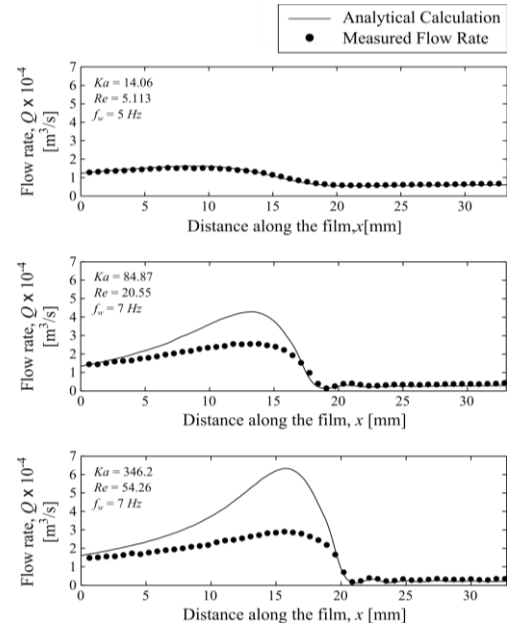 Analytical Calculation
Measured Flow Rate
Flow rate, Q x 10⁻⁴
[m³/s]
7
6
5
4
3
2
1
0
Ka = 14.06
Re = 5.113
f_w = 5 Hz
0 5 10 15 20 25 30
Distance along the film,x[mm]
Flow rate, Q x 10⁻⁴
[m³/s]
7
6
5
4
3
2
1
0
Ka = 84.87
Re = 20.55
f_w = 7 Hz
0 5 10 15 20 25 30
Distance along the film, x [mm]
Flow rate, Q x 10⁻⁴
[m³/s]
7
6
5
4
3
2
1
0
Ka = 346.2
Re = 54.26
f_w = 7 Hz
0 5 10 15 20 25 30
Distance along the film, x [mm]